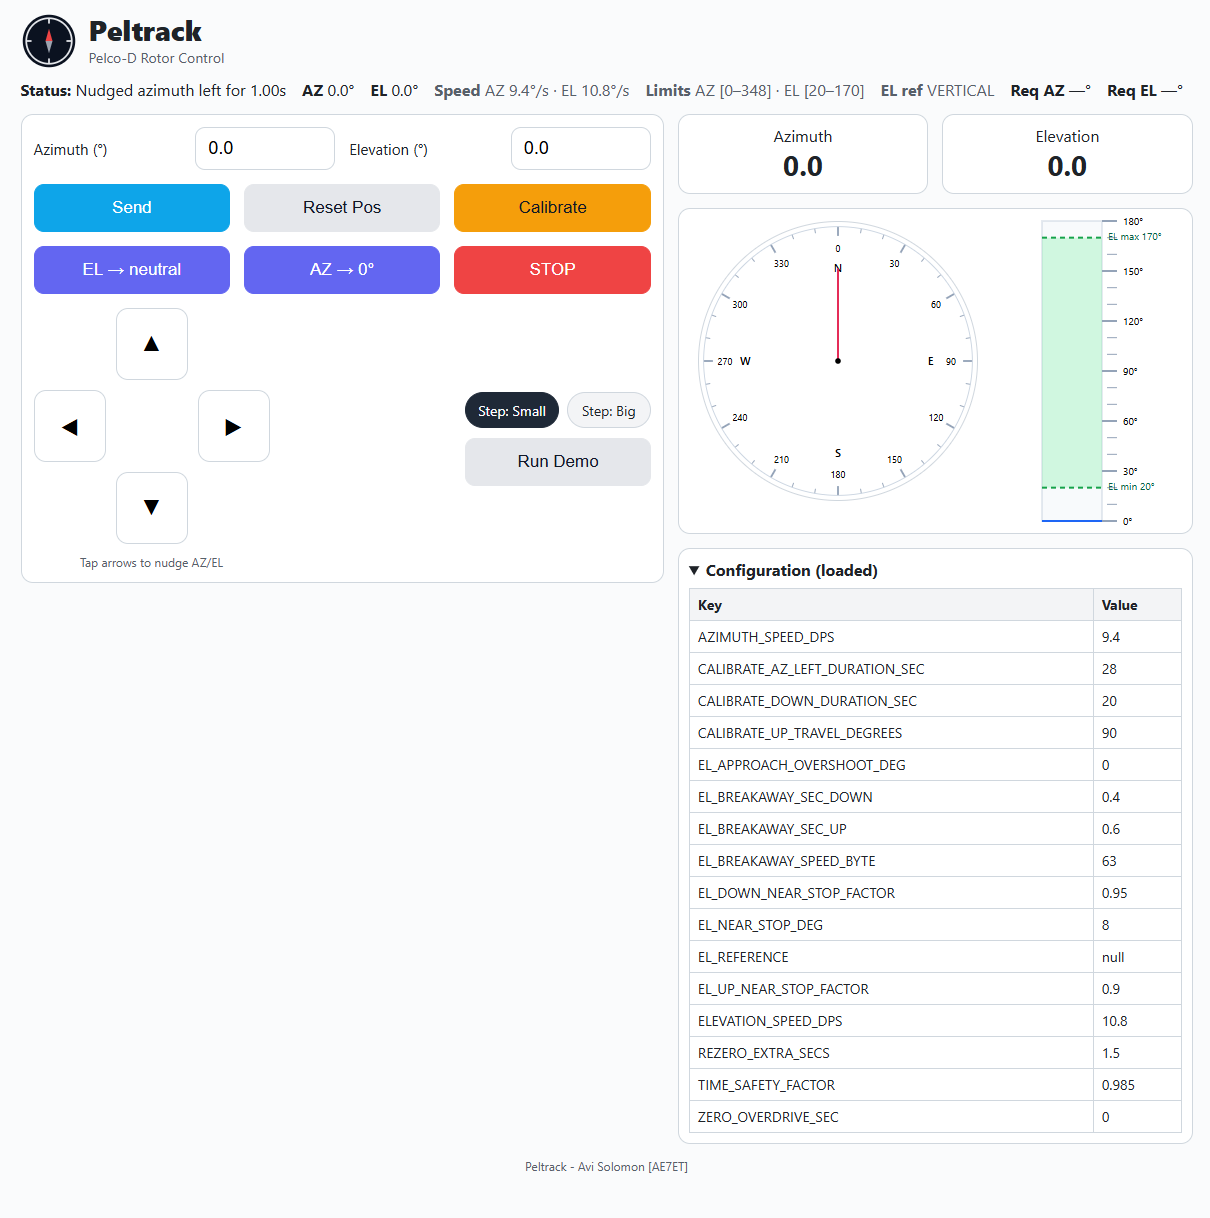 Peltrack
Pelco-D Rotor Control
Status: Nudged azimuth left for 1.00s AZ 0.0° EL 0.0° Speed AZ 9.4°/s · EL 10.8°/s Limits AZ [0–348] · EL [20–170] EL ref VERTICAL Req AZ —° Req EL —°
Azimuth (°) 0.0 Elevation (°) 0.0
Send Reset Pos Calibrate
EL → neutral AZ → 0° STOP
▲
◀ ▶
▼
Step: Small Step: Big
Run Demo
Tap arrows to nudge AZ/EL
Azimuth
0.0
Elevation
0.0
0
N
330 30
300 60
270 W E 90
240 120
S
210 150
180
180°
EL max 170°
150°
120°
90°
60°
30°
EL min 20°
0°
▼ Configuration (loaded)
Key Value
AZIMUTH_SPEED_DPS 9.4
CALIBRATE_AZ_LEFT_DURATION_SEC 28
CALIBRATE_DOWN_DURATION_SEC 20
CALIBRATE_UP_TRAVEL_DEGREES 90
EL_APPROACH_OVERSHOOT_DEG 0
EL_BREAKAWAY_SEC_DOWN 0.4
EL_BREAKAWAY_SEC_UP 0.6
EL_BREAKAWAY_SPEED_BYTE 63
EL_DOWN_NEAR_STOP_FACTOR 0.95
EL_NEAR_STOP_DEG 8
EL_REFERENCE null
EL_UP_NEAR_STOP_FACTOR 0.9
ELEVATION_SPEED_DPS 10.8
REZERO_EXTRA_SECS 1.5
TIME_SAFETY_FACTOR 0.985
ZERO_OVERDRIVE_SEC 0
Peltrack - Avi Solomon [AE7ET]